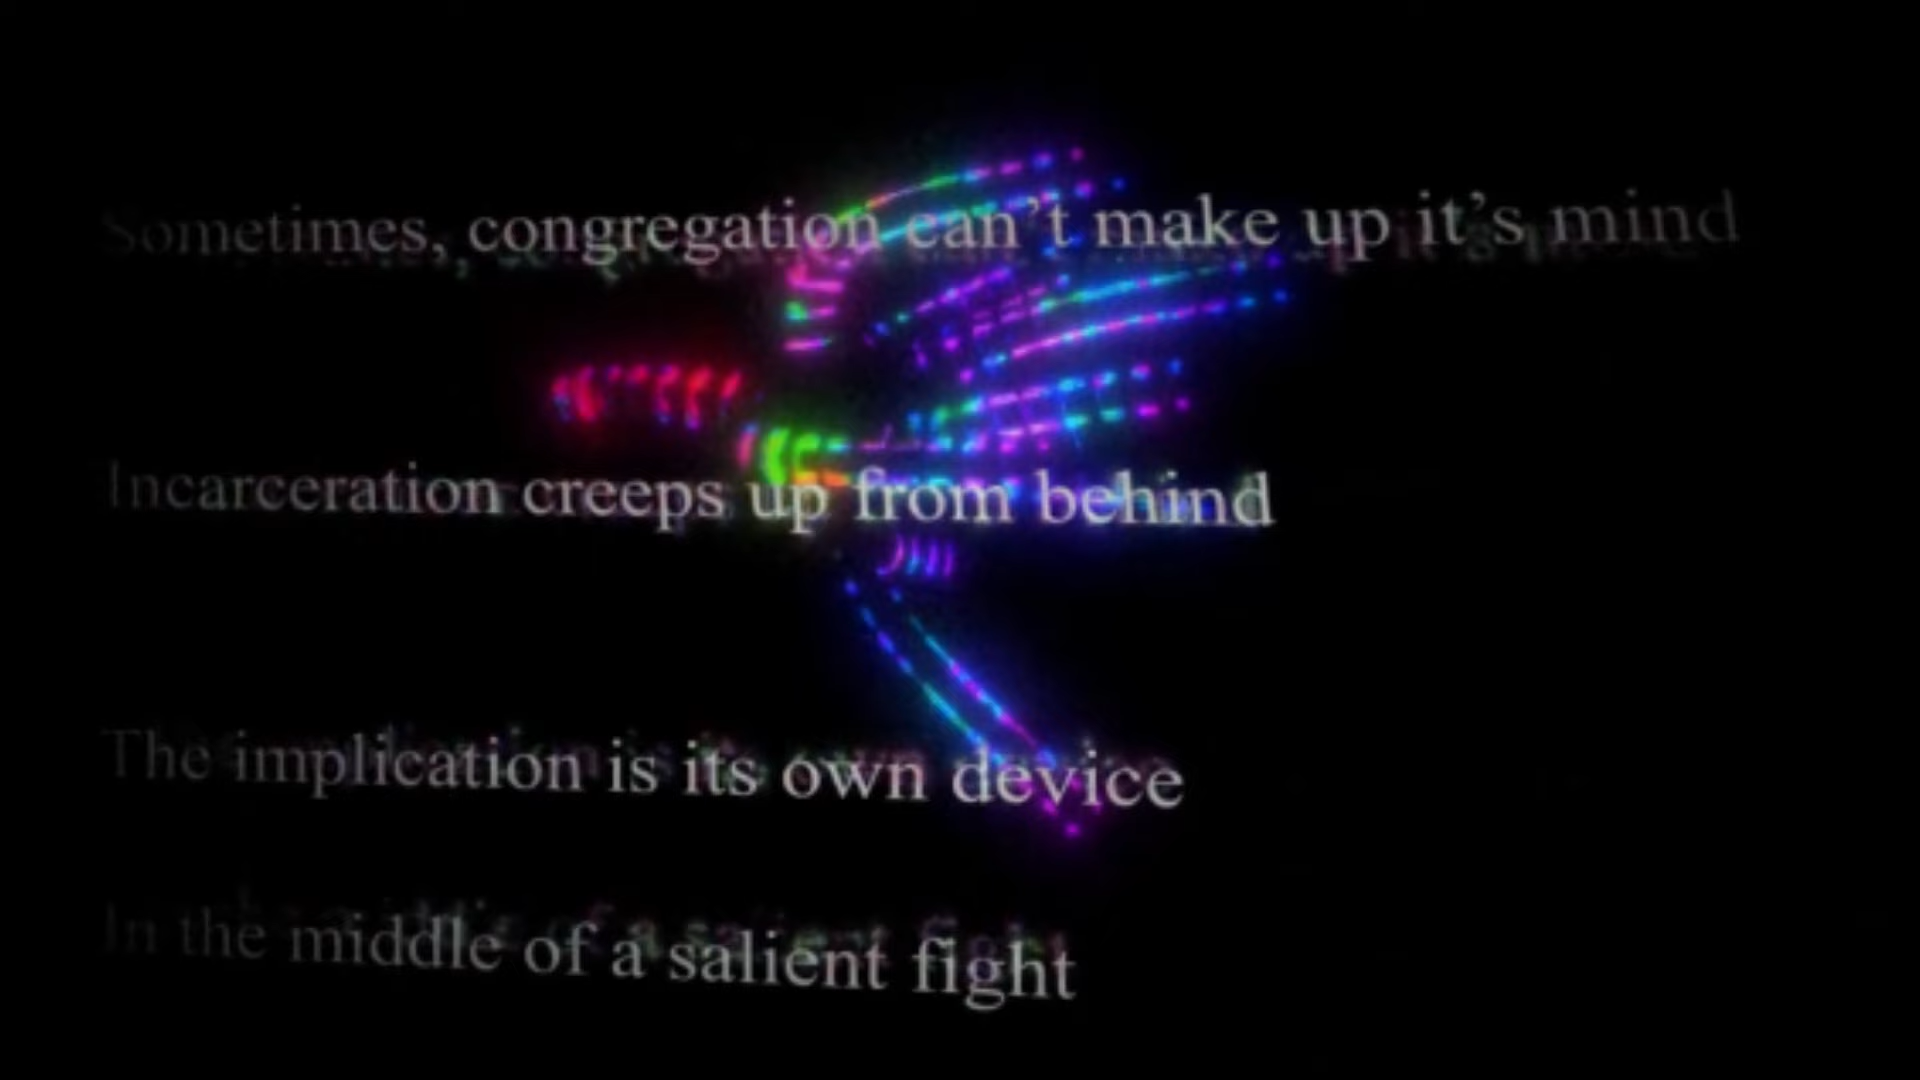 Sometimes, congregation can’t make up it’s mind
Incarceration creeps up from behind
The implication is its own device
In the middle of a salient fight